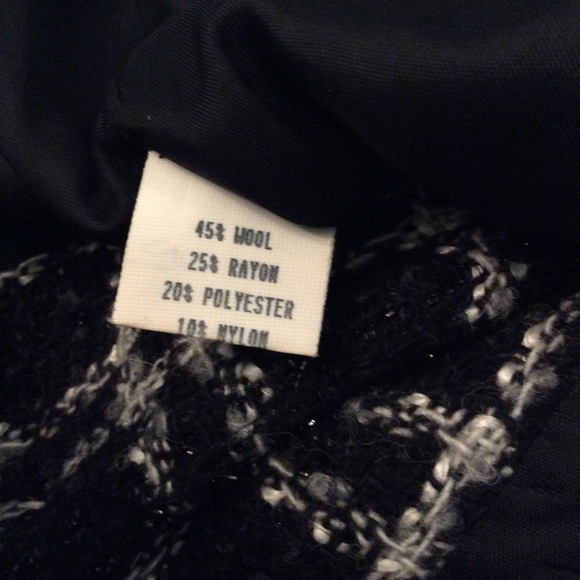 45% WOOL
25% RAYON
20% POLYESTER
10% NYLON